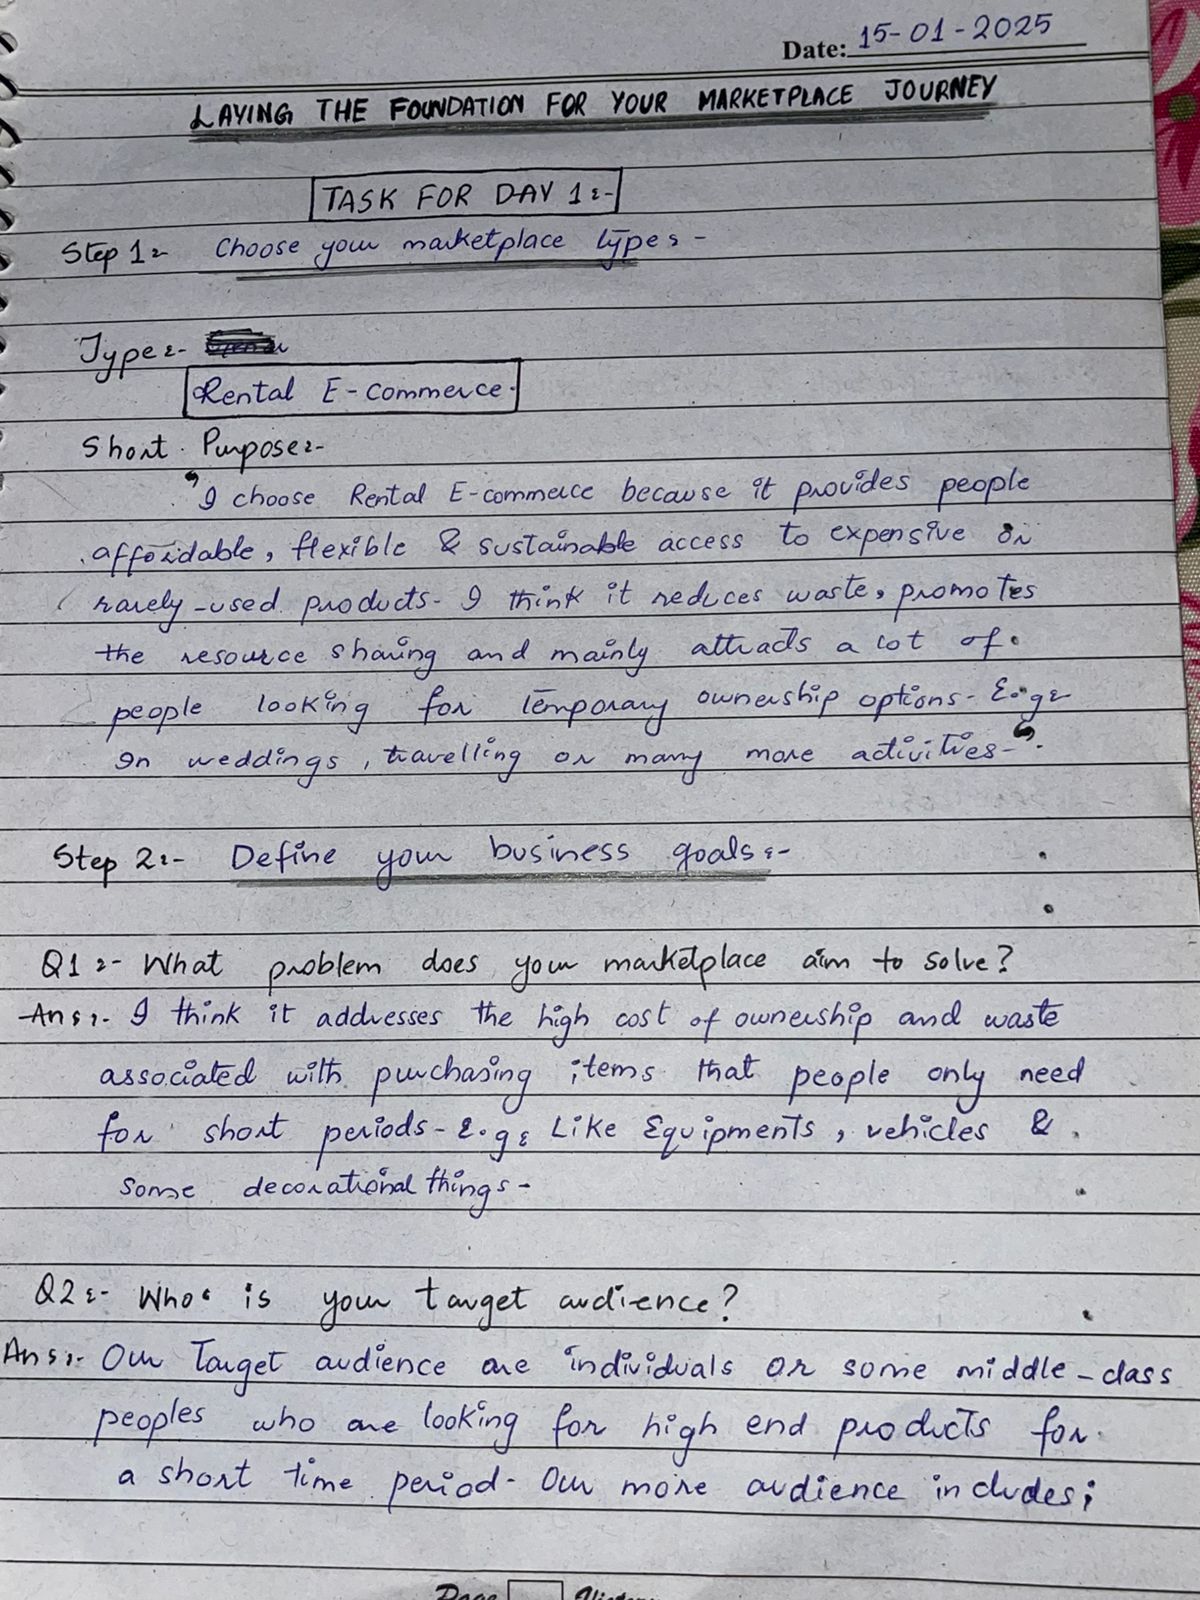 Date: 15-01-2025
LAYING THE FOUNDATION FOR YOUR MARKETPLACE JOURNEY
TASK FOR DAY 1:-
Step 1:- Choose your marketplace type:-
Type:-
Rental E-commerce.
Short Purpose:-
"I choose Rental E-commerce because it provides people
affordable, flexible & sustainable access to expensive or
rarely-used products. I think it reduces waste, promotes
the resource sharing and mainly attracts a lot of
people looking for temporary ownership options. E.g:
In weddings, travelling or many more activities.".
Step 2:- Define your business goals:-
Q1:- What problem does your marketplace aim to solve?
Ans:- I think it addresses the high cost of ownership and waste
associated with purchasing items that people only need
for short periods. E.g: Like Equipments, vehicles &
some decorational things.
Q2:- Who is your target audience?
Ans:- Our Target audience are individuals or some middle-class
peoples who are looking for high end products for
a short time period. Our more audience includes;
Page